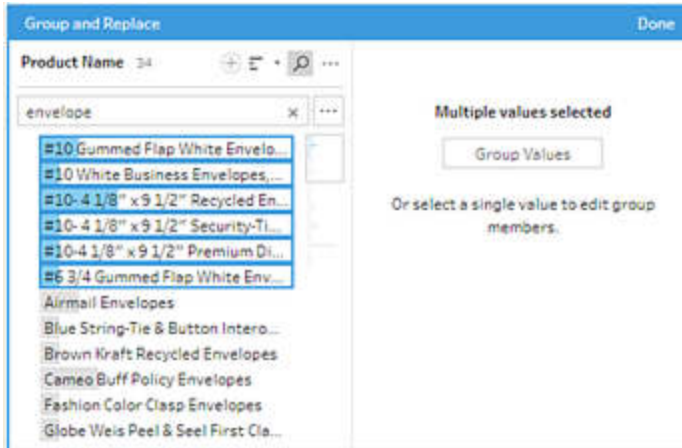 Group and Replace
Done
Product Name 34
envelope
#10 Gummed Flap White Envelo...
#10 White Business Envelopes,...
#10- 4 1/8" x 9 1/2" Recycled En...
#10- 4 1/8" x 9 1/2" Security-Ti...
#10-4 1/8" x 9 1/2" Premium Di...
#6 3/4 Gummed Flap White Env...
Airmail Envelopes
Blue String-Tie & Button Intero...
Brown Kraft Recycled Envelopes
Cameo Buff Policy Envelopes
Fashion Color Clasp Envelopes
Globe Weis Peel & Seel First Cla...
Multiple values selected
Group Values
Or select a single value to edit group
members.